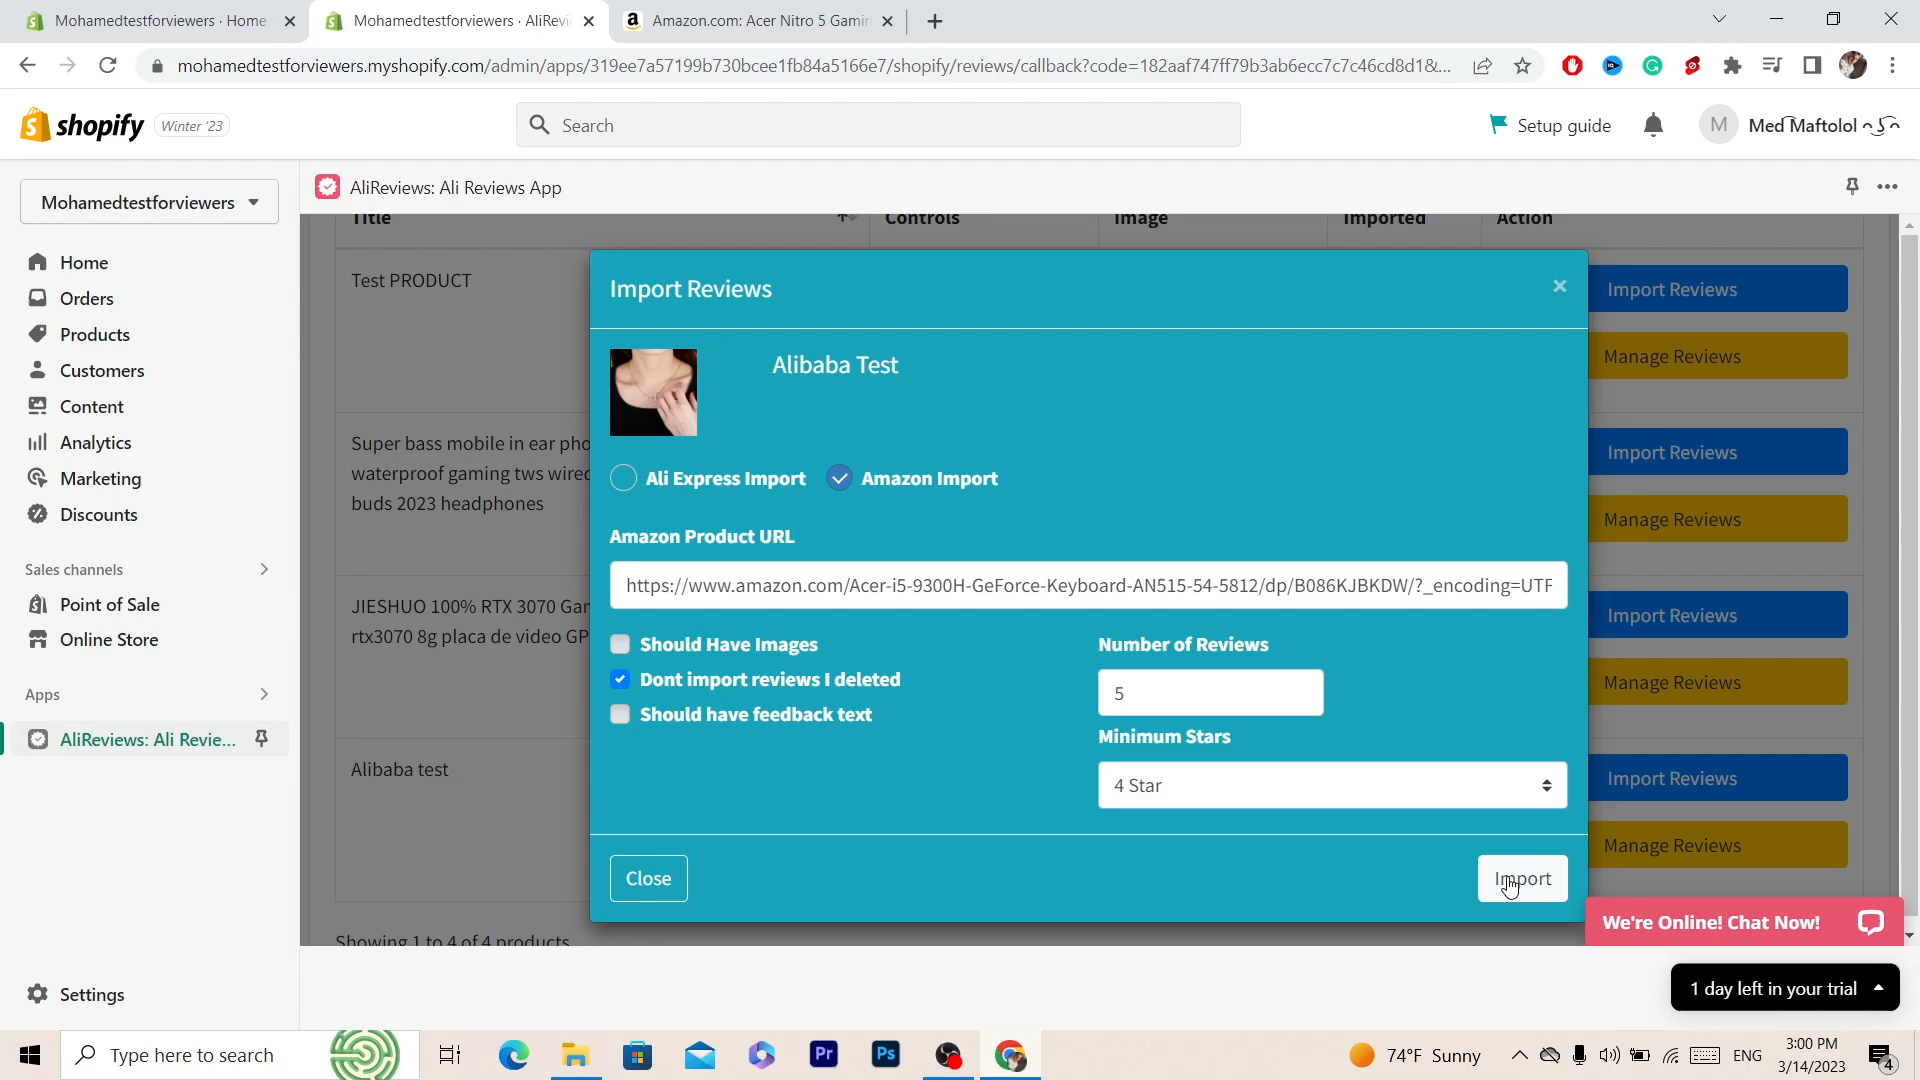 Mohamedtestforviewers · Home
Mohamedtestforviewers · AliRevi
Amazon.com: Acer Nitro 5 Gamin
mohamedtestforviewers.myshopify.com/admin/apps/319ee7a57199b730bcee1fb84a5166e7/shopify/reviews/callback?code=182aaf747ff79b3ab6ecc7c7c46cd8d1&...
shopify
Winter '23
Search
Setup guide
M
Med Maftolol
Mohamedtestforviewers
AliReviews: Ali Reviews App
Title
Controls
Image
Imported
Action
Home
Orders
Products
Customers
Content
Analytics
Marketing
Discounts
Sales channels
Point of Sale
Online Store
Apps
AliReviews: Ali Revie...
Settings
Test PRODUCT
Import Reviews
Manage Reviews
Super bass mobile in ear pho
waterproof gaming tws wirec
buds 2023 headphones
Import Reviews
Manage Reviews
JIESHUO 100% RTX 3070 Gar
rtx3070 8g placa de video GP
Import Reviews
Manage Reviews
Alibaba test
Import Reviews
Manage Reviews
Showing 1 to 4 of 4 products
Import Reviews
×
Alibaba Test
Ali Express Import
Amazon Import
Amazon Product URL
https://www.amazon.com/Acer-i5-9300H-GeForce-Keyboard-AN515-54-5812/dp/B086KJBKDW/?_encoding=UTF
Should Have Images
Dont import reviews I deleted
Should have feedback text
Number of Reviews
5
Minimum Stars
4 Star
Close
Import
We're Online! Chat Now!
1 day left in your trial
Type here to search
Pr
Ps
74°F Sunny
ENG
3:00 PM
3/14/2023
4